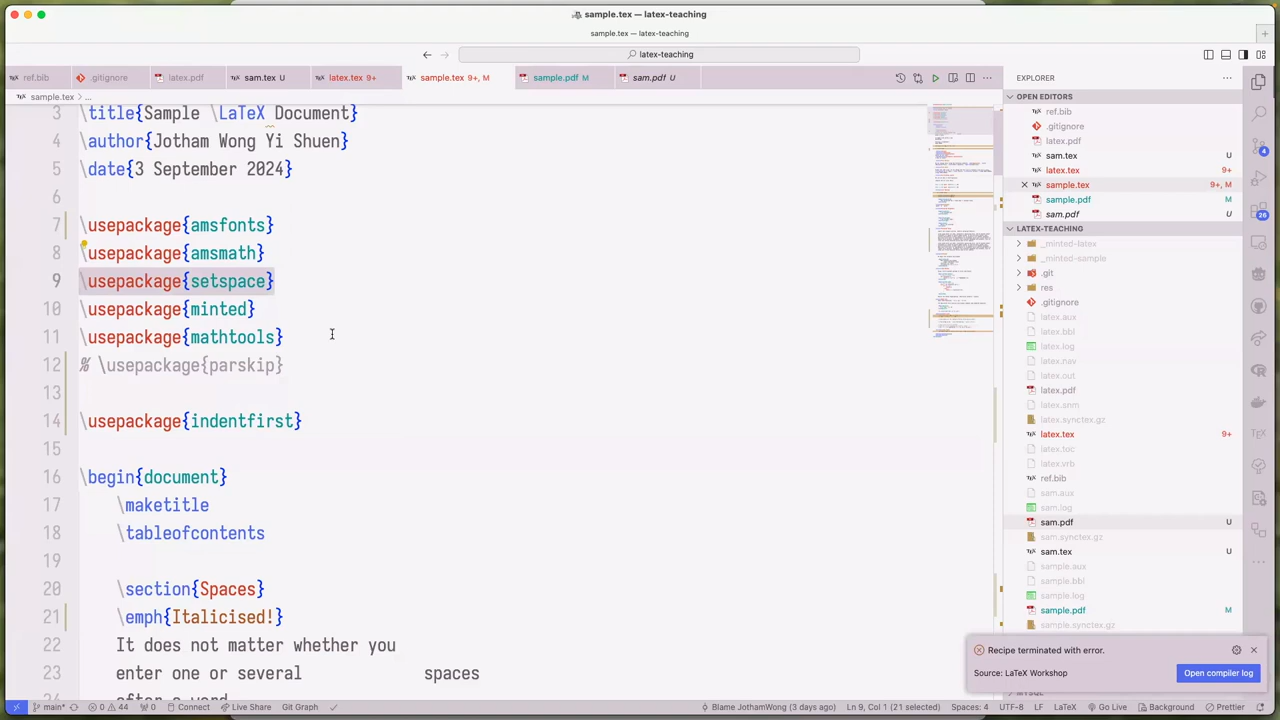 sample.tex — latex-teaching
sample.tex — latex-teaching
latex-teaching
ref.bib
gitignore
latex.pdf
sam.tex U
latex.tex 9+
sample.tex 9+, M
sample.pdf M
sam.pdf U
sample.tex > ...
3 \title{Sample \LaTeX Document}
4 \author{Jotham Wong Yi Shuen}
5 \date{3 September 2024}
6
7 \usepackage{amsfonts}
\usepackage{amsmath}
\usepackage{setspace}
10 \usepackage{minted}
11 \usepackage{mathtools}
12 % \usepackage{parskip}
13
14 \usepackage{indentfirst}
15
16 \begin{document}
17 \maketitle
18 \tableofcontents
19
20 \section{Spaces}
21 \emph{Italicised!}
22 It does not matter whether you
23 enter one or several spaces
after a word
EXPLORER
OPEN EDITORS
ref.bib
.gitignore
latex.pdf
sam.tex U
latex.tex 9+
sample.tex 9+, M
sample.pdf M
sam.pdf U
LATEX-TEACHING
_minted-latex
_minted-sample
.git
res
.gitignore
latex.aux
latex.bbl
latex.log
latex.nav
latex.out
latex.pdf
latex.snm
latex.synctex.gz
latex.tex 9+
latex.toc
latex.vrb
ref.bib
sam.aux
sam.log
sam.pdf U
sam.synctex.gz
sam.tex U
sample.aux
sample.bbl
sample.log
sample.pdf M
sample.synctex.gz
4
26
Recipe terminated with error.
Source: LaTeX Workshop
Open compiler log
main*
0 44
0
Connect
Live Share
Git Graph
Blame JothamWong (3 days ago)
Ln 9, Col 1 (21 selected)
Spaces: 4
UTF-8
LF
LaTeX
Go Live
Background
Prettier